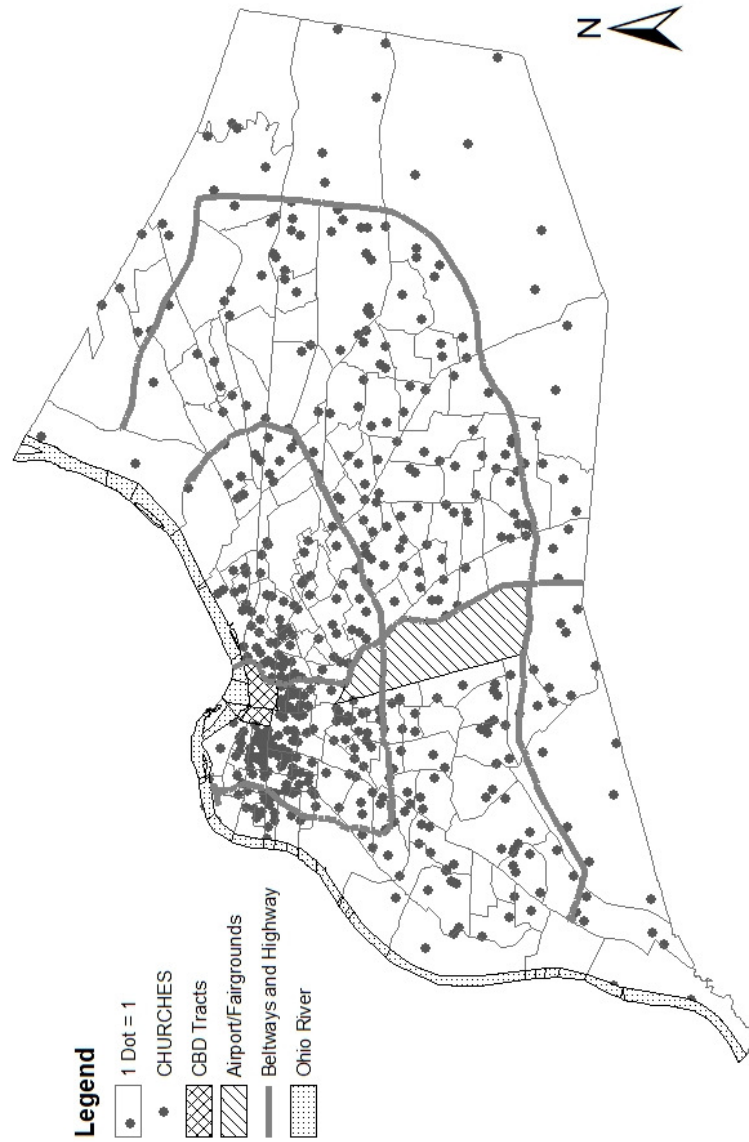 Legend
1 Dot = 1
CHURCHES
CBD Tracts
Airport/Fairgrounds
Beltways and Highway
Ohio River
N